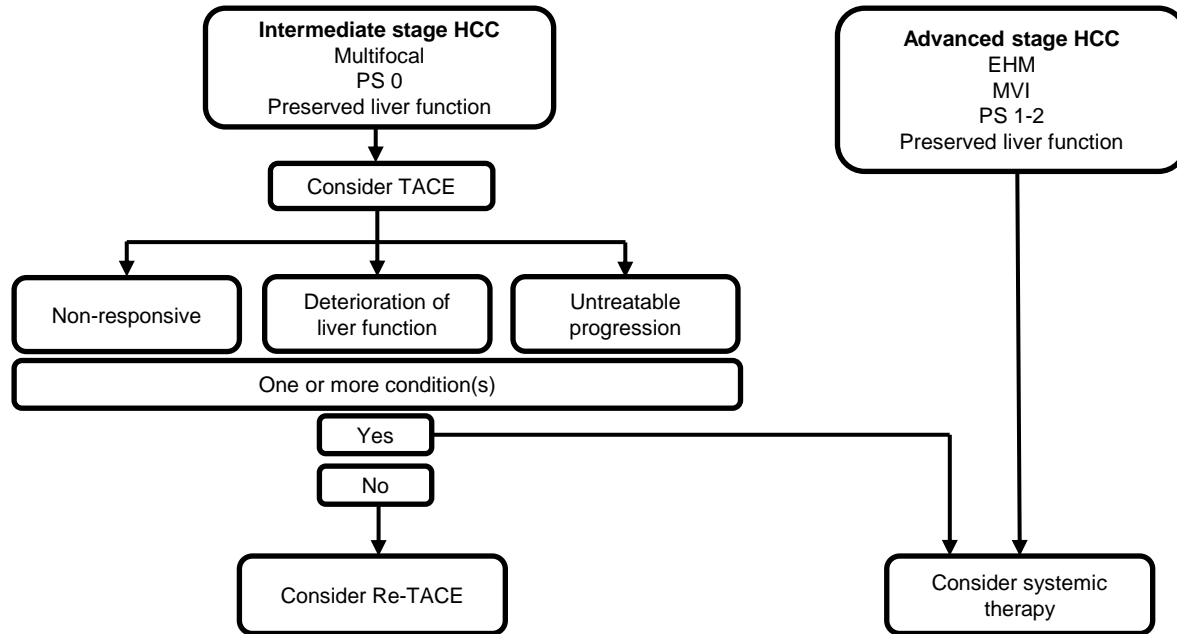 Intermediate stage HCC
Multifocal
PS 0
Preserved liver function
Advanced stage HCC
EHM
MVI
PS 1-2
Preserved liver function
Consider TACE
Non-responsive
Deterioration of
liver function
Untreatable
progression
One or more condition(s)
Yes
No
Consider Re-TACE
Consider systemic
therapy